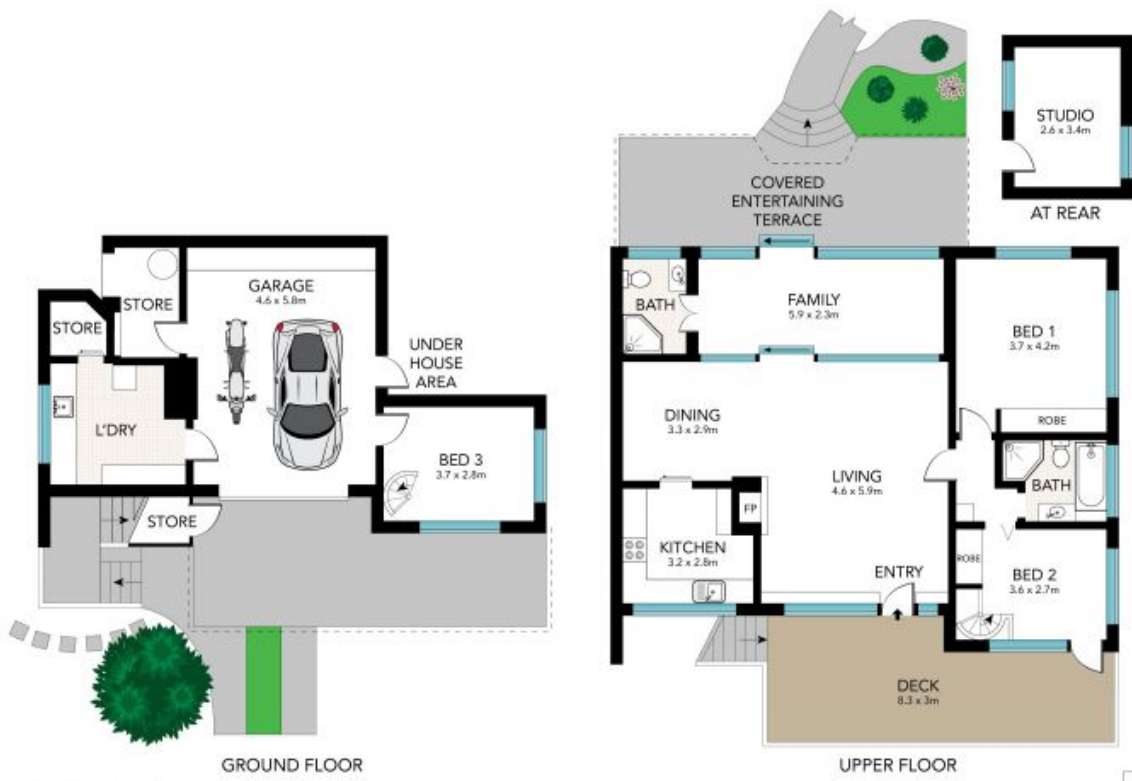 GARAGE
4.6 x 5.8m
STORE
STORE
UNDER
HOUSE
AREA
L'DRY
BED 3
3.7 x 2.8m
STORE
GROUND FLOOR
STUDIO
2.6 x 3.4m
AT REAR
COVERED
ENTERTAINING
TERRACE
BATH
FAMILY
5.9 x 2.3m
BED 1
3.7 x 4.2m
ROBE
DINING
3.3 x 2.9m
LIVING
4.6 x 5.9m
BATH
FP
KITCHEN
3.2 x 2.8m
ENTRY
ROBE
BED 2
3.6 x 2.7m
DECK
8.3 x 3m
UPPER FLOOR